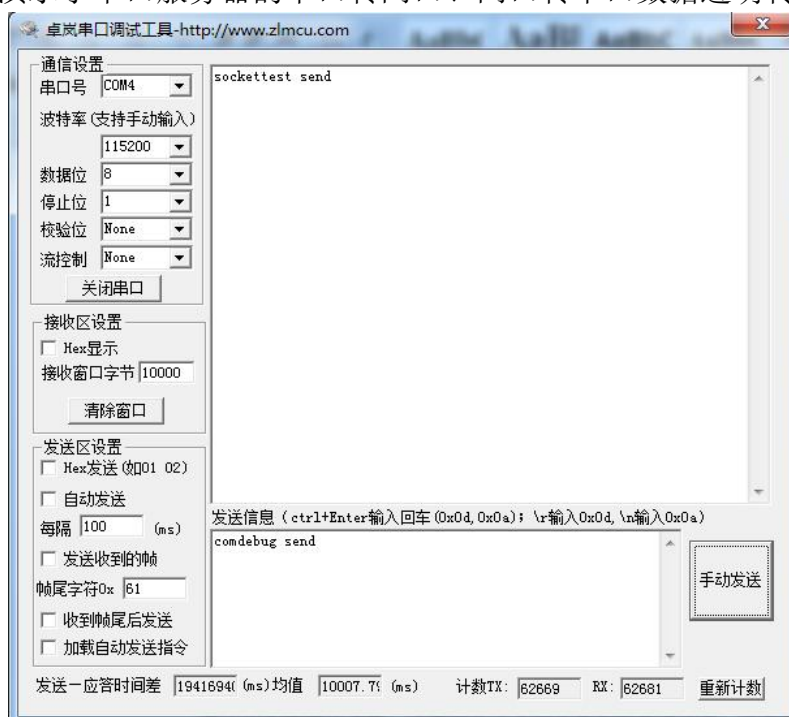 卓岚串口调试工具-http://www.zlmcu.com
通信设置
串口号 COM4
波特率(支持手动输入)
115200
数据位 8
停止位 1
校验位 None
流控制 None
关闭串口
接收区设置
Hex显示
接收窗口字节 10000
清除窗口
发送区设置
Hex发送(如01 02)
自动发送
每隔 100 (ms)
发送收到的帧
帧尾字符0x 61
收到帧尾后发送
加载自动发送指令
sockettest send
发送信息(ctrl+Enter输入回车(0x0d,0x0a); \r输入0x0d,\n输入0x0a)
comdebug send
手动发送
发送—应答时间差 1941694( (ms)均值 10007.7 (ms) 计数TX: 62669 RX: 62681 重新计数